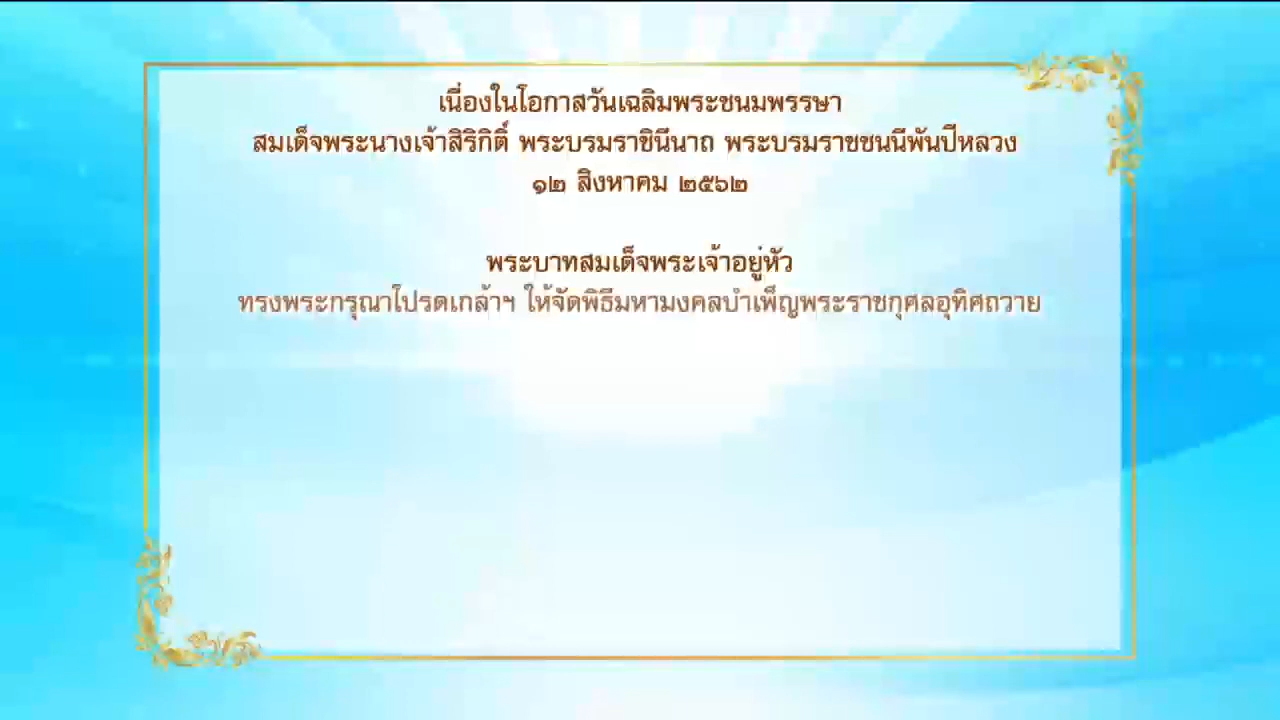 เนื่องในโอกาสวันเฉลิมพระชนมพรรษา
สมเด็จพระนางเจ้าสิริกิติ์ พระบรมราชินีนาถ พระบรมราชชนนีพันปีหลวง
๑๒ สิงหาคม ๒๕๖๒
พระบาทสมเด็จพระเจ้าอยู่หัว
ทรงพระกรุณาโปรดเกล้าฯ ให้จัดพิธีมหามงคลบำเพ็ญพระราชกุศลอุทิศถวาย